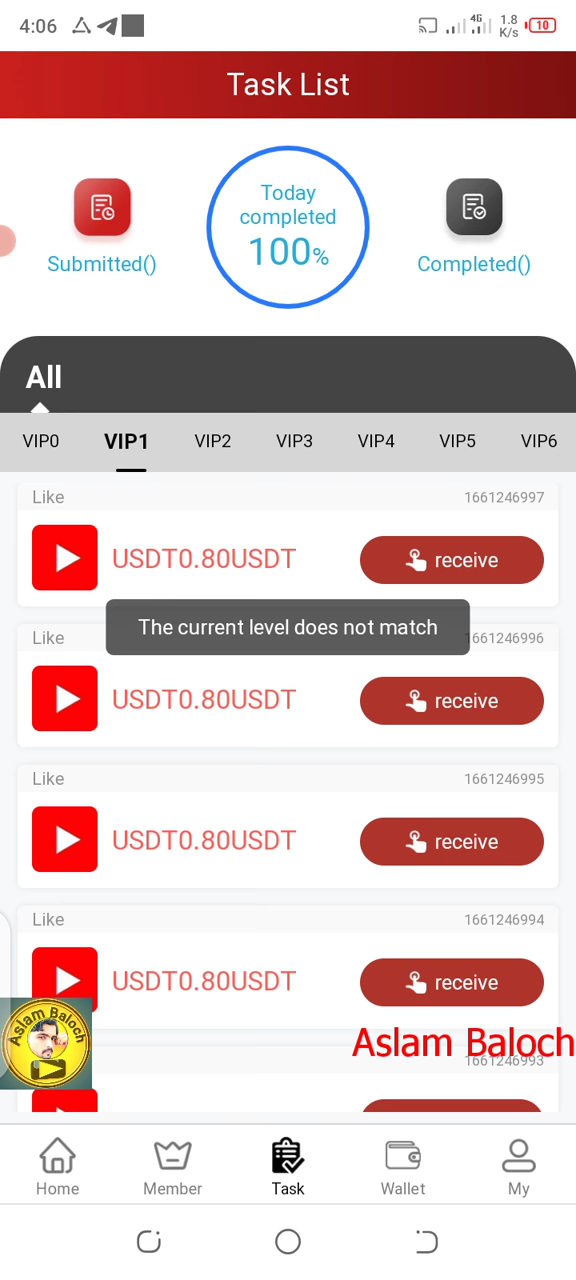 4:06
4G
1.8
K/s
10
Task List
Today
completed
100%
Submitted()
Completed()
All
VIP0 VIP1 VIP2 VIP3 VIP4 VIP5 VIP6
Like 1661246997
USDT0.80USDT receive
The current level does not match
Like 1661246996
USDT0.80USDT receive
Like 1661246995
USDT0.80USDT receive
Like 1661246994
USDT0.80USDT receive
Aslam Baloch
Aslam Baloch
1661246993
Home Member Task Wallet My